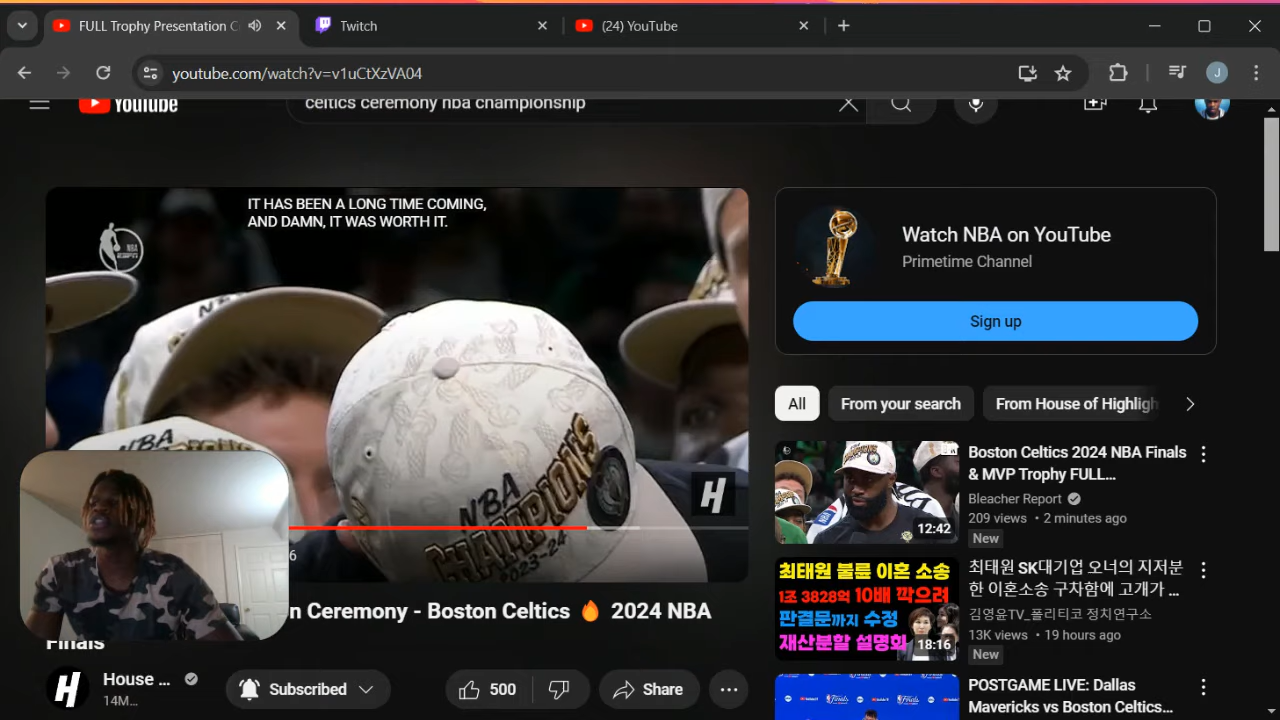 FULL Trophy Presentation C
Twitch
(24) YouTube
youtube.com/watch?v=v1uCtXzVA04
J
YouTube
celtics ceremony nba championship
IT HAS BEEN A LONG TIME COMING,
AND DAMN, IT WAS WORTH IT.
NBA
ESPN
NBA
CHAMPIONS
2023-24
NBA
H
6
n Ceremony - Boston Celtics 🔥 2024 NBA
Finals
H
House ...
14M...
Subscribed
500
Share
Watch NBA on YouTube
Primetime Channel
Sign up
All
From your search
From House of Highligh
Boston Celtics 2024 NBA Finals
& MVP Trophy FULL...
Bleacher Report
209 views • 2 minutes ago
New
12:42
최태원 불륜 이혼 소송
1조 3828억 10배 깍으려
판결문까지 수정
재산분할 설명화
18:16
최태원 SK대기업 오너의 지저분
한 이혼소송 구차함에 고개가 ...
김영윤TV_폴리티코 정치연구소
13K views • 19 hours ago
New
POSTGAME LIVE: Dallas
Mavericks vs Boston Celtics...